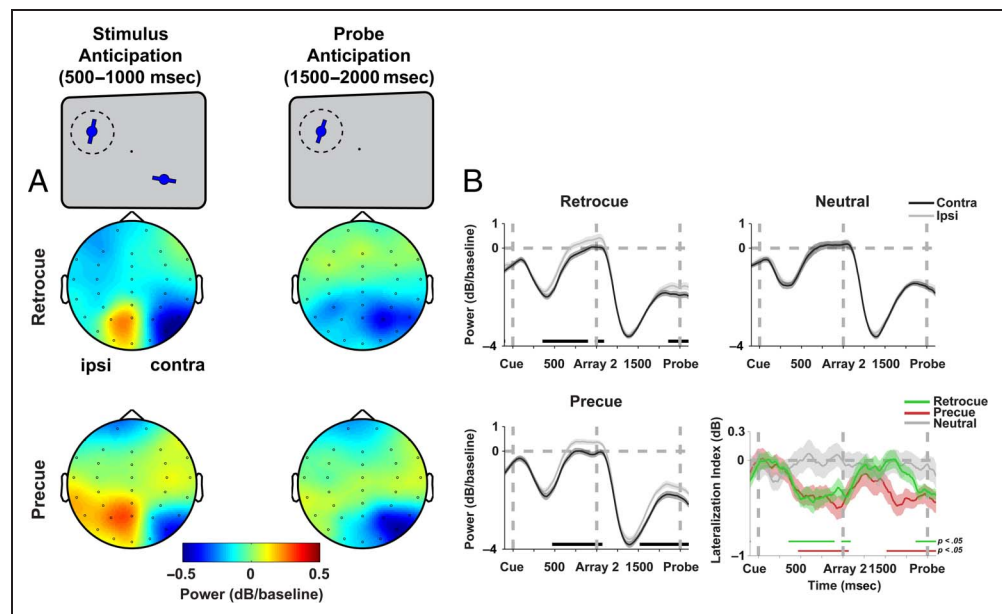 Stimulus
Anticipation
(500–1000 msec)
Probe
Anticipation
(1500–2000 msec)
A
Retrocue
ipsi
contra
Precue
−0.5
0
0.5
Power (dB/baseline)
B
Retrocue
1
0
−4
Power (dB/baseline)
Cue
500
Array 2
1500
Probe
Neutral
Contra
Ipsi
1
0
−4
Cue
500
Array 2
1500
Probe
Precue
1
0
−4
Power (dB/baseline)
Cue
500
Array 2
1500
Probe
Retrocue
Precue
Neutral
0.3
0
−1
Lateralization Index (dB)
p < .05
p < .05
Cue
500
Array 2
1500
Probe
Time (msec)